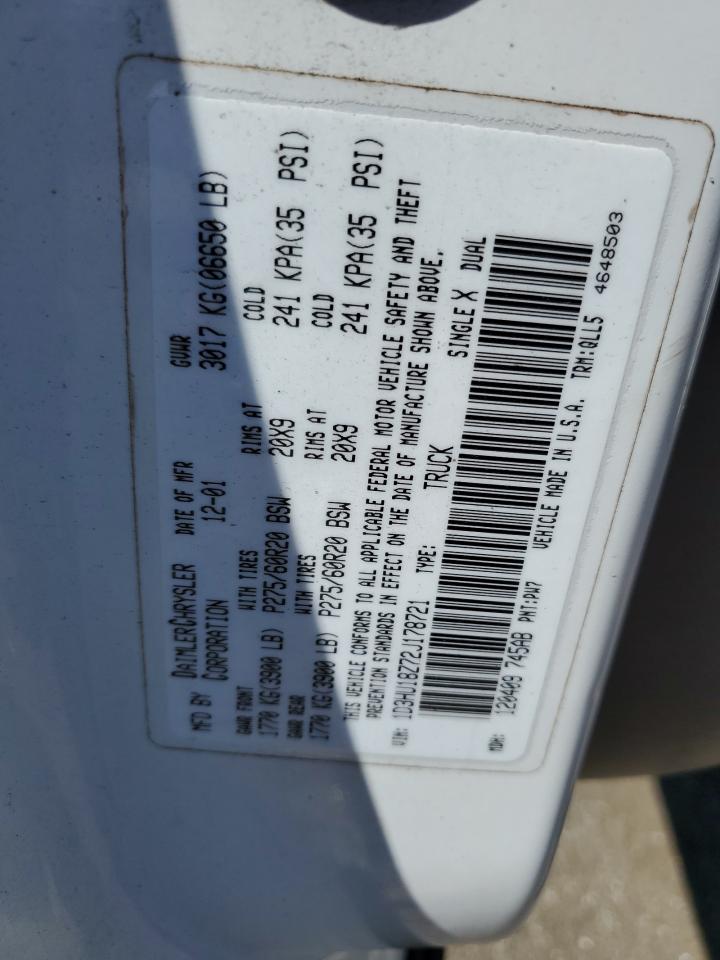 MFD BY DAIMLERCHRYSLER CORPORATION DATE OF MFR 12-01 GVWR 3017 KG(06650 LB)
GAWR FRONT WITH TIRES RIMS AT COLD
1770 KG(3900 LB) P275/60R20 BSW 20X9 241 KPA(35 PSI)
GAWR REAR WITH TIRES RIMS AT COLD
1770 KG(3900 LB) P275/60R20 BSW 20X9 241 KPA(35 PSI)
THIS VEHICLE CONFORMS TO ALL APPLICABLE FEDERAL MOTOR VEHICLE SAFETY AND THEFT
PREVENTION STANDARDS IN EFFECT ON THE DATE OF MANUFACTURE SHOWN ABOVE.
VIN: 1D3HU18Z72J178721 TYPE: TRUCK SINGLE X DUAL
MDH: 120409 745AB PNT:PW7 VEHICLE MADE IN U.S.A. TRM:QLL5 4648503